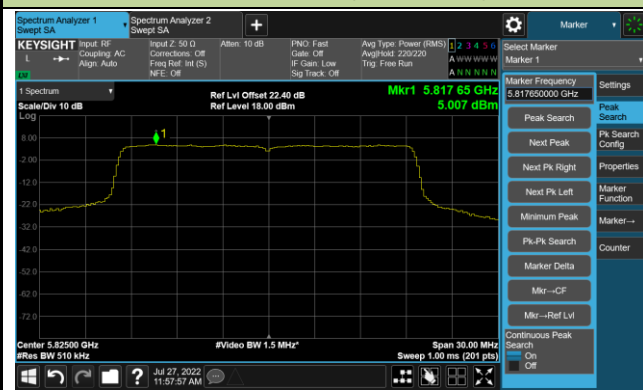 Spectrum Analyzer 1
Swept SA
Spectrum Analyzer 2
Swept SA
Marker
KEYSIGHT
L
Input: RF
Coupling: AC
Align: Auto
Input Z: 50 Ω
Corrections: Off
Freq Ref: Int (S)
NFE: Off
Atten: 10 dB
PNO: Fast
Gate: Off
IF Gain: Low
Sig Track: Off
Avg Type: Power (RMS)
Avg|Hold: 220/220
Trig: Free Run
1 2 3 4 5 6
A W W W W W
A N N N N N
Select Marker
Marker 1
1 Spectrum
Scale/Div 10 dB
Log
Ref Lvl Offset 22.40 dB
Ref Level 18.00 dBm
Mkr1 5.817 65 GHz
5.007 dBm
1
8.00
-2.00
-12.0
-22.0
-32.0
-42.0
-52.0
-62.0
-72.0
Center 5.82500 GHz
#Res BW 510 kHz
#Video BW 1.5 MHz*
Span 30.00 MHz
Sweep 1.00 ms (201 pts)
Marker Frequency
5.817650000 GHz
Peak Search
Next Peak
Next Pk Right
Next Pk Left
Minimum Peak
Pk-Pk Search
Marker Delta
Mkr→CF
Mkr→Ref Lvl
Continuous Peak
Search
On
Off
Settings
Peak
Search
Pk Search
Config
Properties
Marker
Function
Marker→
Counter
Jul 27, 2022
11:57:57 AM